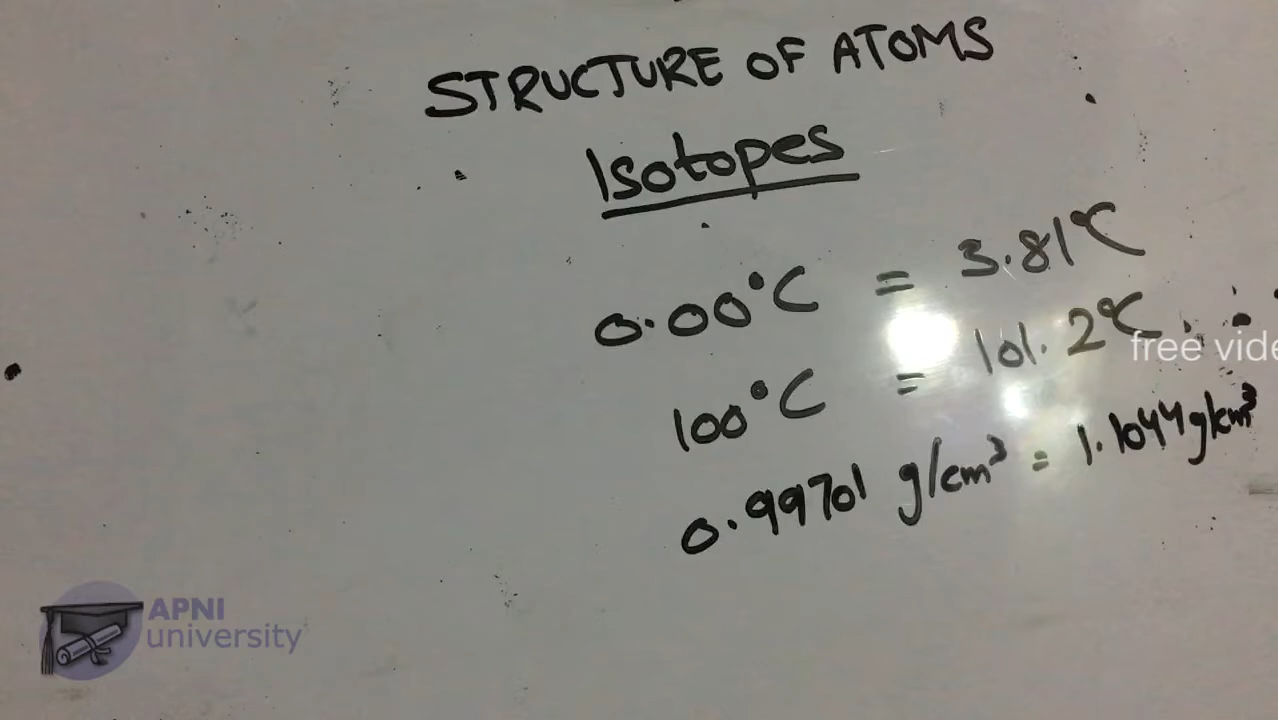 STRUCTURE OF ATOMS
Isotopes
0.00°C = 3.81°C
100°C = 101.2°C
free vide
0.99701 g/cm³ = 1.1044 g/cm³
APNI
university